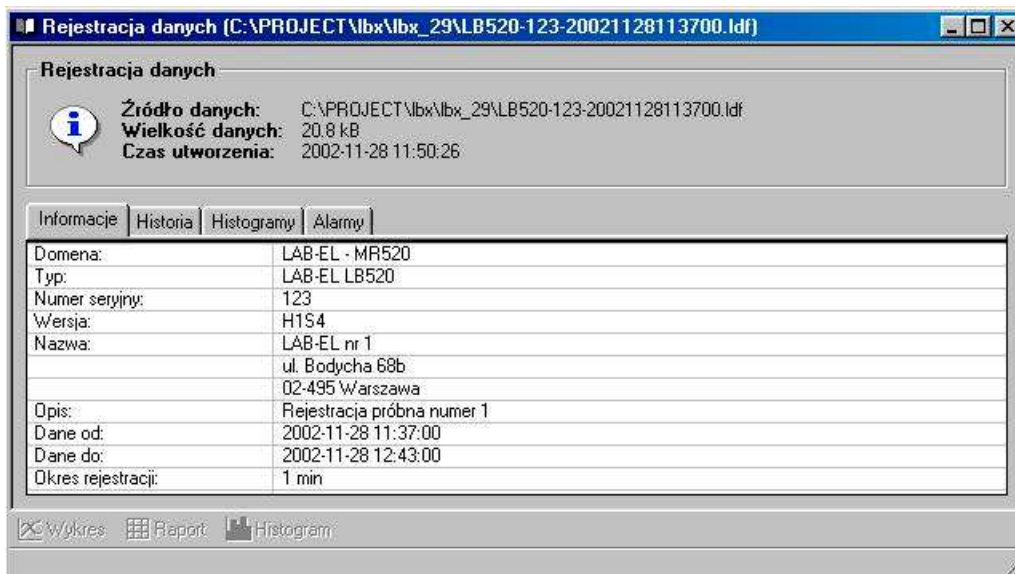 Rejestracja danych (C:\PROJECT\lbx\lbx_29\LB520-123-20021128113700.ldf)
Rejestracja danych
Źródło danych: C:\PROJECT\lbx\lbx_29\LB520-123-20021128113700.ldf
Wielkość danych: 20.8 kB
Czas utworzenia: 2002-11-28 11:50:26
Informacje Historia Histogramy Alarmy
Domena: LAB-EL - MR520
Typ: LAB-EL LB520
Numer seryjny: 123
Wersja: H1S4
Nazwa: LAB-EL nr 1
ul. Bodycha 68b
02-495 Warszawa
Opis: Rejestracja próbna numer 1
Dane od: 2002-11-28 11:37:00
Dane do: 2002-11-28 12:43:00
Okres rejestracji: 1 min
Wykres Raport Histogram